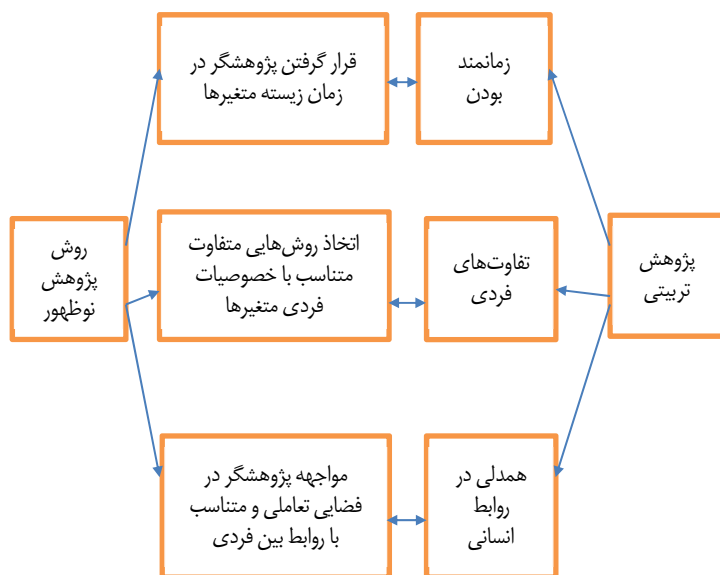 زمانمند
بودن
قرار گرفتن پژوهشگر در
زمان زیسته متغیرها
پژوهش
تربیتی
تفاوت‌های
فردی
اتخاذ روش‌هایی متفاوت
متناسب با خصوصیات
فردی متغیرها
روش
پژوهش
نوظهور
همدلی در
روابط
انسانی
مواجهه پژوهشگر در
فضایی تعاملی و متناسب
با روابط بین فردی